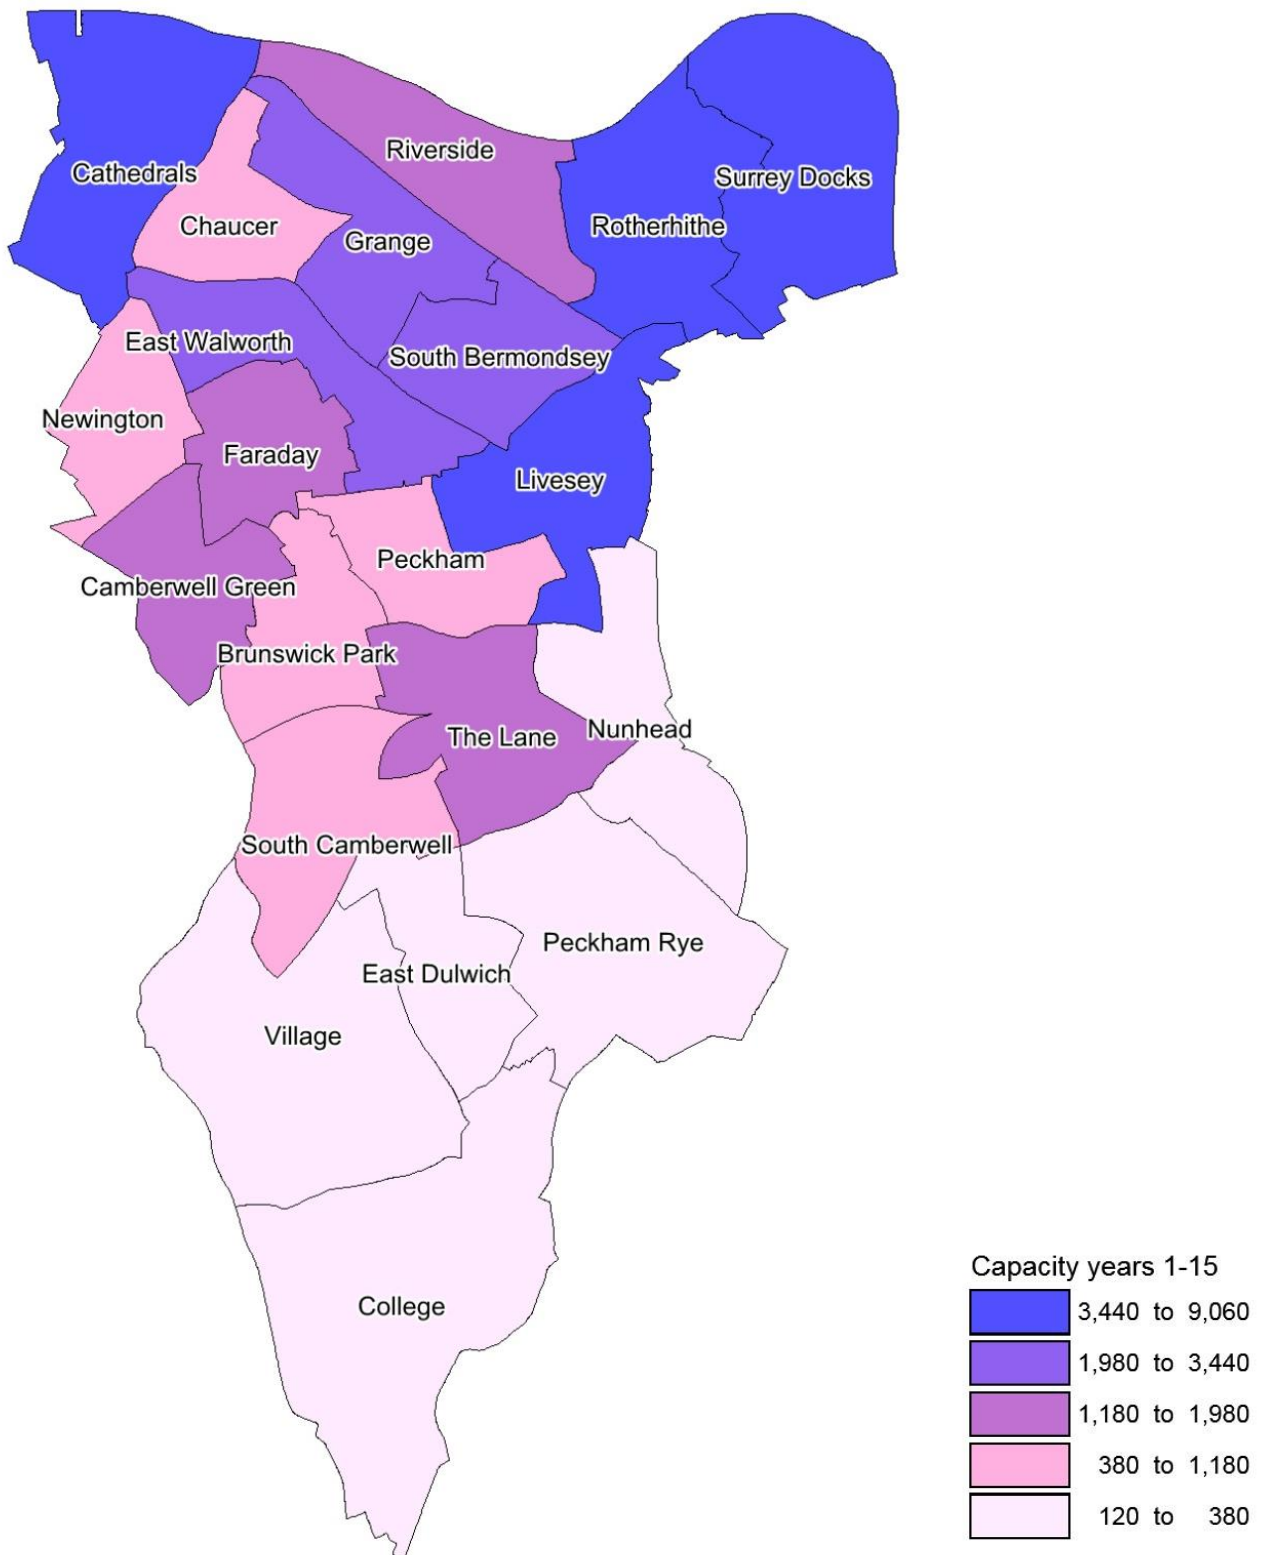 Riverside
Cathedrals
Surrey Docks
Chaucer
Rotherhithe
Grange
East Walworth
South Bermondsey
Newington
Faraday
Livesey
Peckham
Camberwell Green
Brunswick Park
Nunhead
The Lane
South Camberwell
Peckham Rye
East Dulwich
Village
College
Capacity years 1-15
3,440 to 9,060
1,980 to 3,440
1,180 to 1,980
380 to 1,180
120 to 380